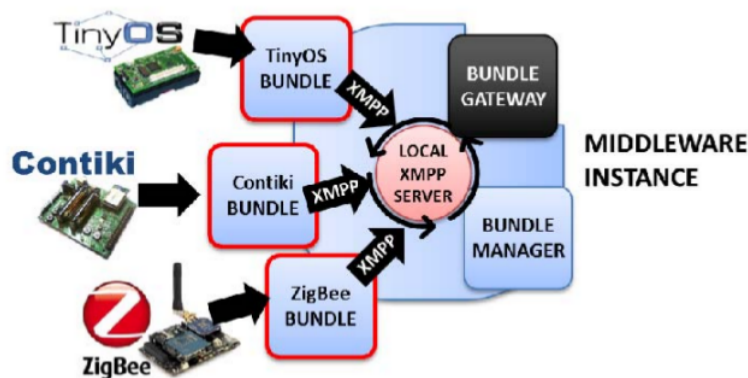 TinyOS
TinyOS
BUNDLE
XMPP
BUNDLE
GATEWAY
Contiki
Contiki
BUNDLE
XMPP
LOCAL
XMPP
SERVER
MIDDLEWARE
INSTANCE
BUNDLE
MANAGER
XMPP
ZigBee
BUNDLE
Z
ZigBee